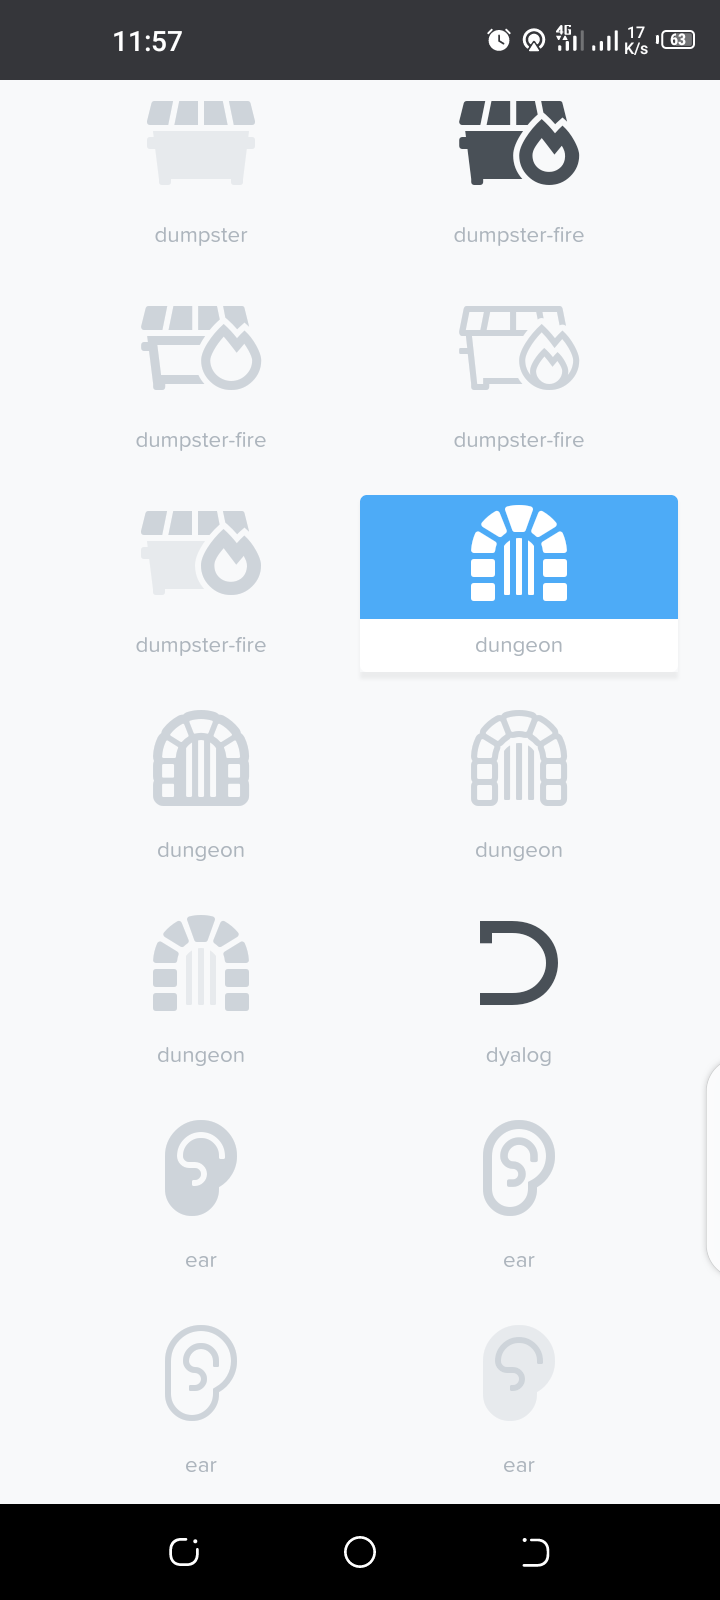 11:57
4G
17
K/s
63
dumpster
dumpster-fire
dumpster-fire
dumpster-fire
dumpster-fire
dungeon
dungeon
dungeon
dungeon
dyalog
ear
ear
ear
ear